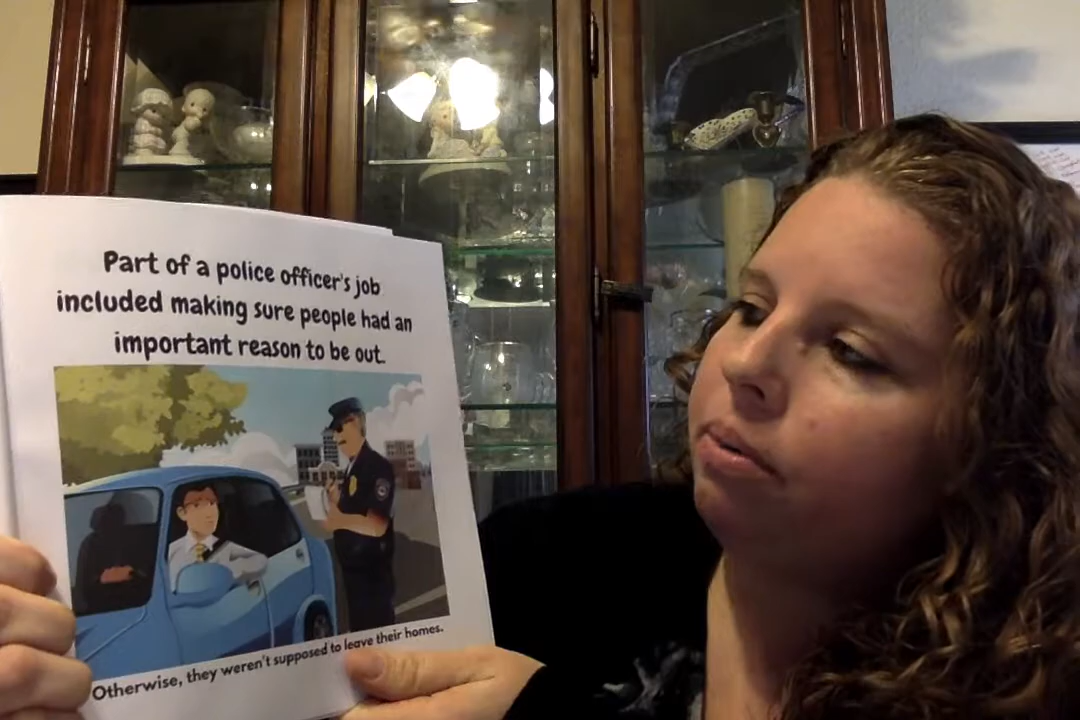 Part of a police officer's job
included making sure people had an
important reason to be out.
Otherwise, they weren't supposed to leave their homes.